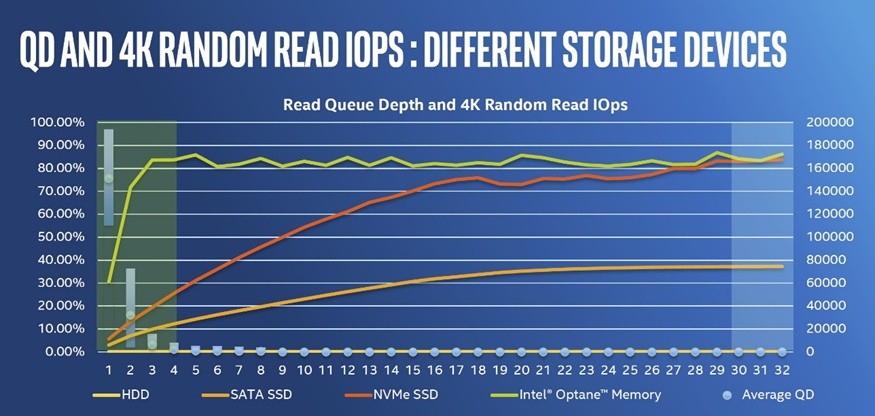 QD AND 4K RANDOM READ IOPS : DIFFERENT STORAGE DEVICES
Read Queue Depth and 4K Random Read IOps
100.00% 200000
90.00% 180000
80.00% 160000
70.00% 140000
60.00% 120000
50.00% 100000
40.00% 80000
30.00% 60000
20.00% 40000
10.00% 20000
0.00% 0
1 2 3 4 5 6 7 8 9 10 11 12 13 14 15 16 17 18 19 20 21 22 23 24 25 26 27 28 29 30 31 32
HDD SATA SSD NVMe SSD Intel® Optane™ Memory Average QD